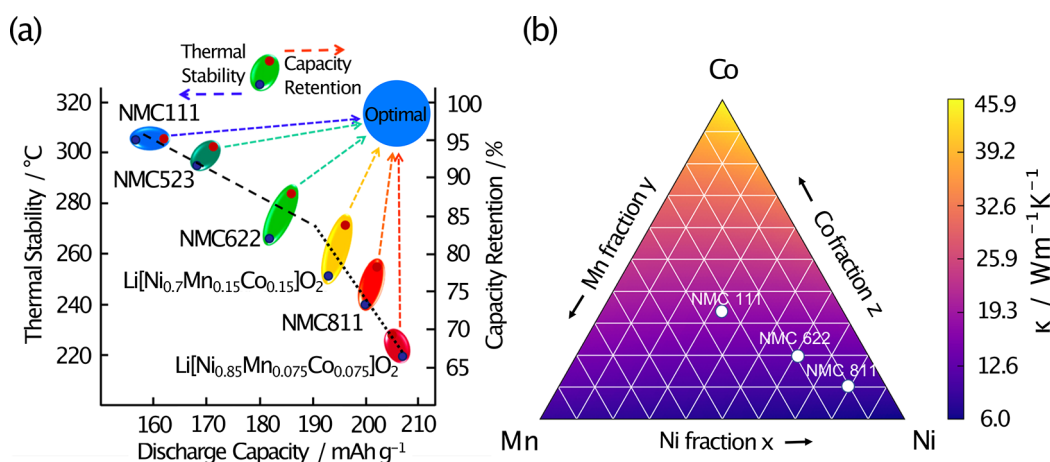 (a)
Thermal
Stability
Capacity
Retention
Thermal Stability / °C
320
300
280
260
240
220
NMC111
NMC523
NMC622
Li[Ni₀.₇Mn₀.₁₅Co₀.₁₅]O₂
NMC811
Li[Ni₀.₈₅Mn₀.₀₇₅Co₀.₀₇₅]O₂
Optimal
100
95
90
85
80
75
70
65
Capacity Retention / %
160 170 180 190 200 210
Discharge Capacity / mAh g⁻¹
(b)
Co
Mn fraction y
Co fraction z
NMC 111
NMC 622
NMC 811
Mn
Ni fraction x
Ni
45.9
39.2
32.6
25.9
19.3
12.6
6.0
κ / Wm⁻¹K⁻¹